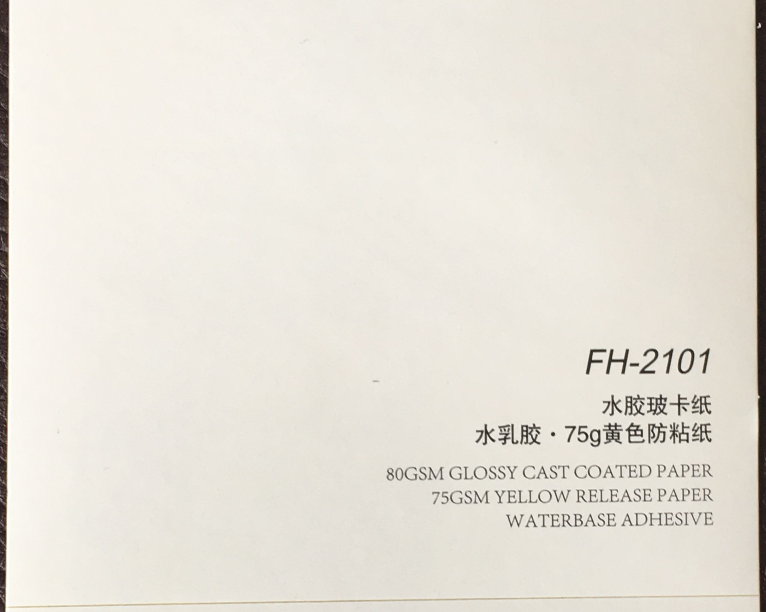 FH-2101
水胶玻卡纸
水乳胶·75g黄色防粘纸
80GSM GLOSSY CAST COATED PAPER
75GSM YELLOW RELEASE PAPER
WATERBASE ADHESIVE